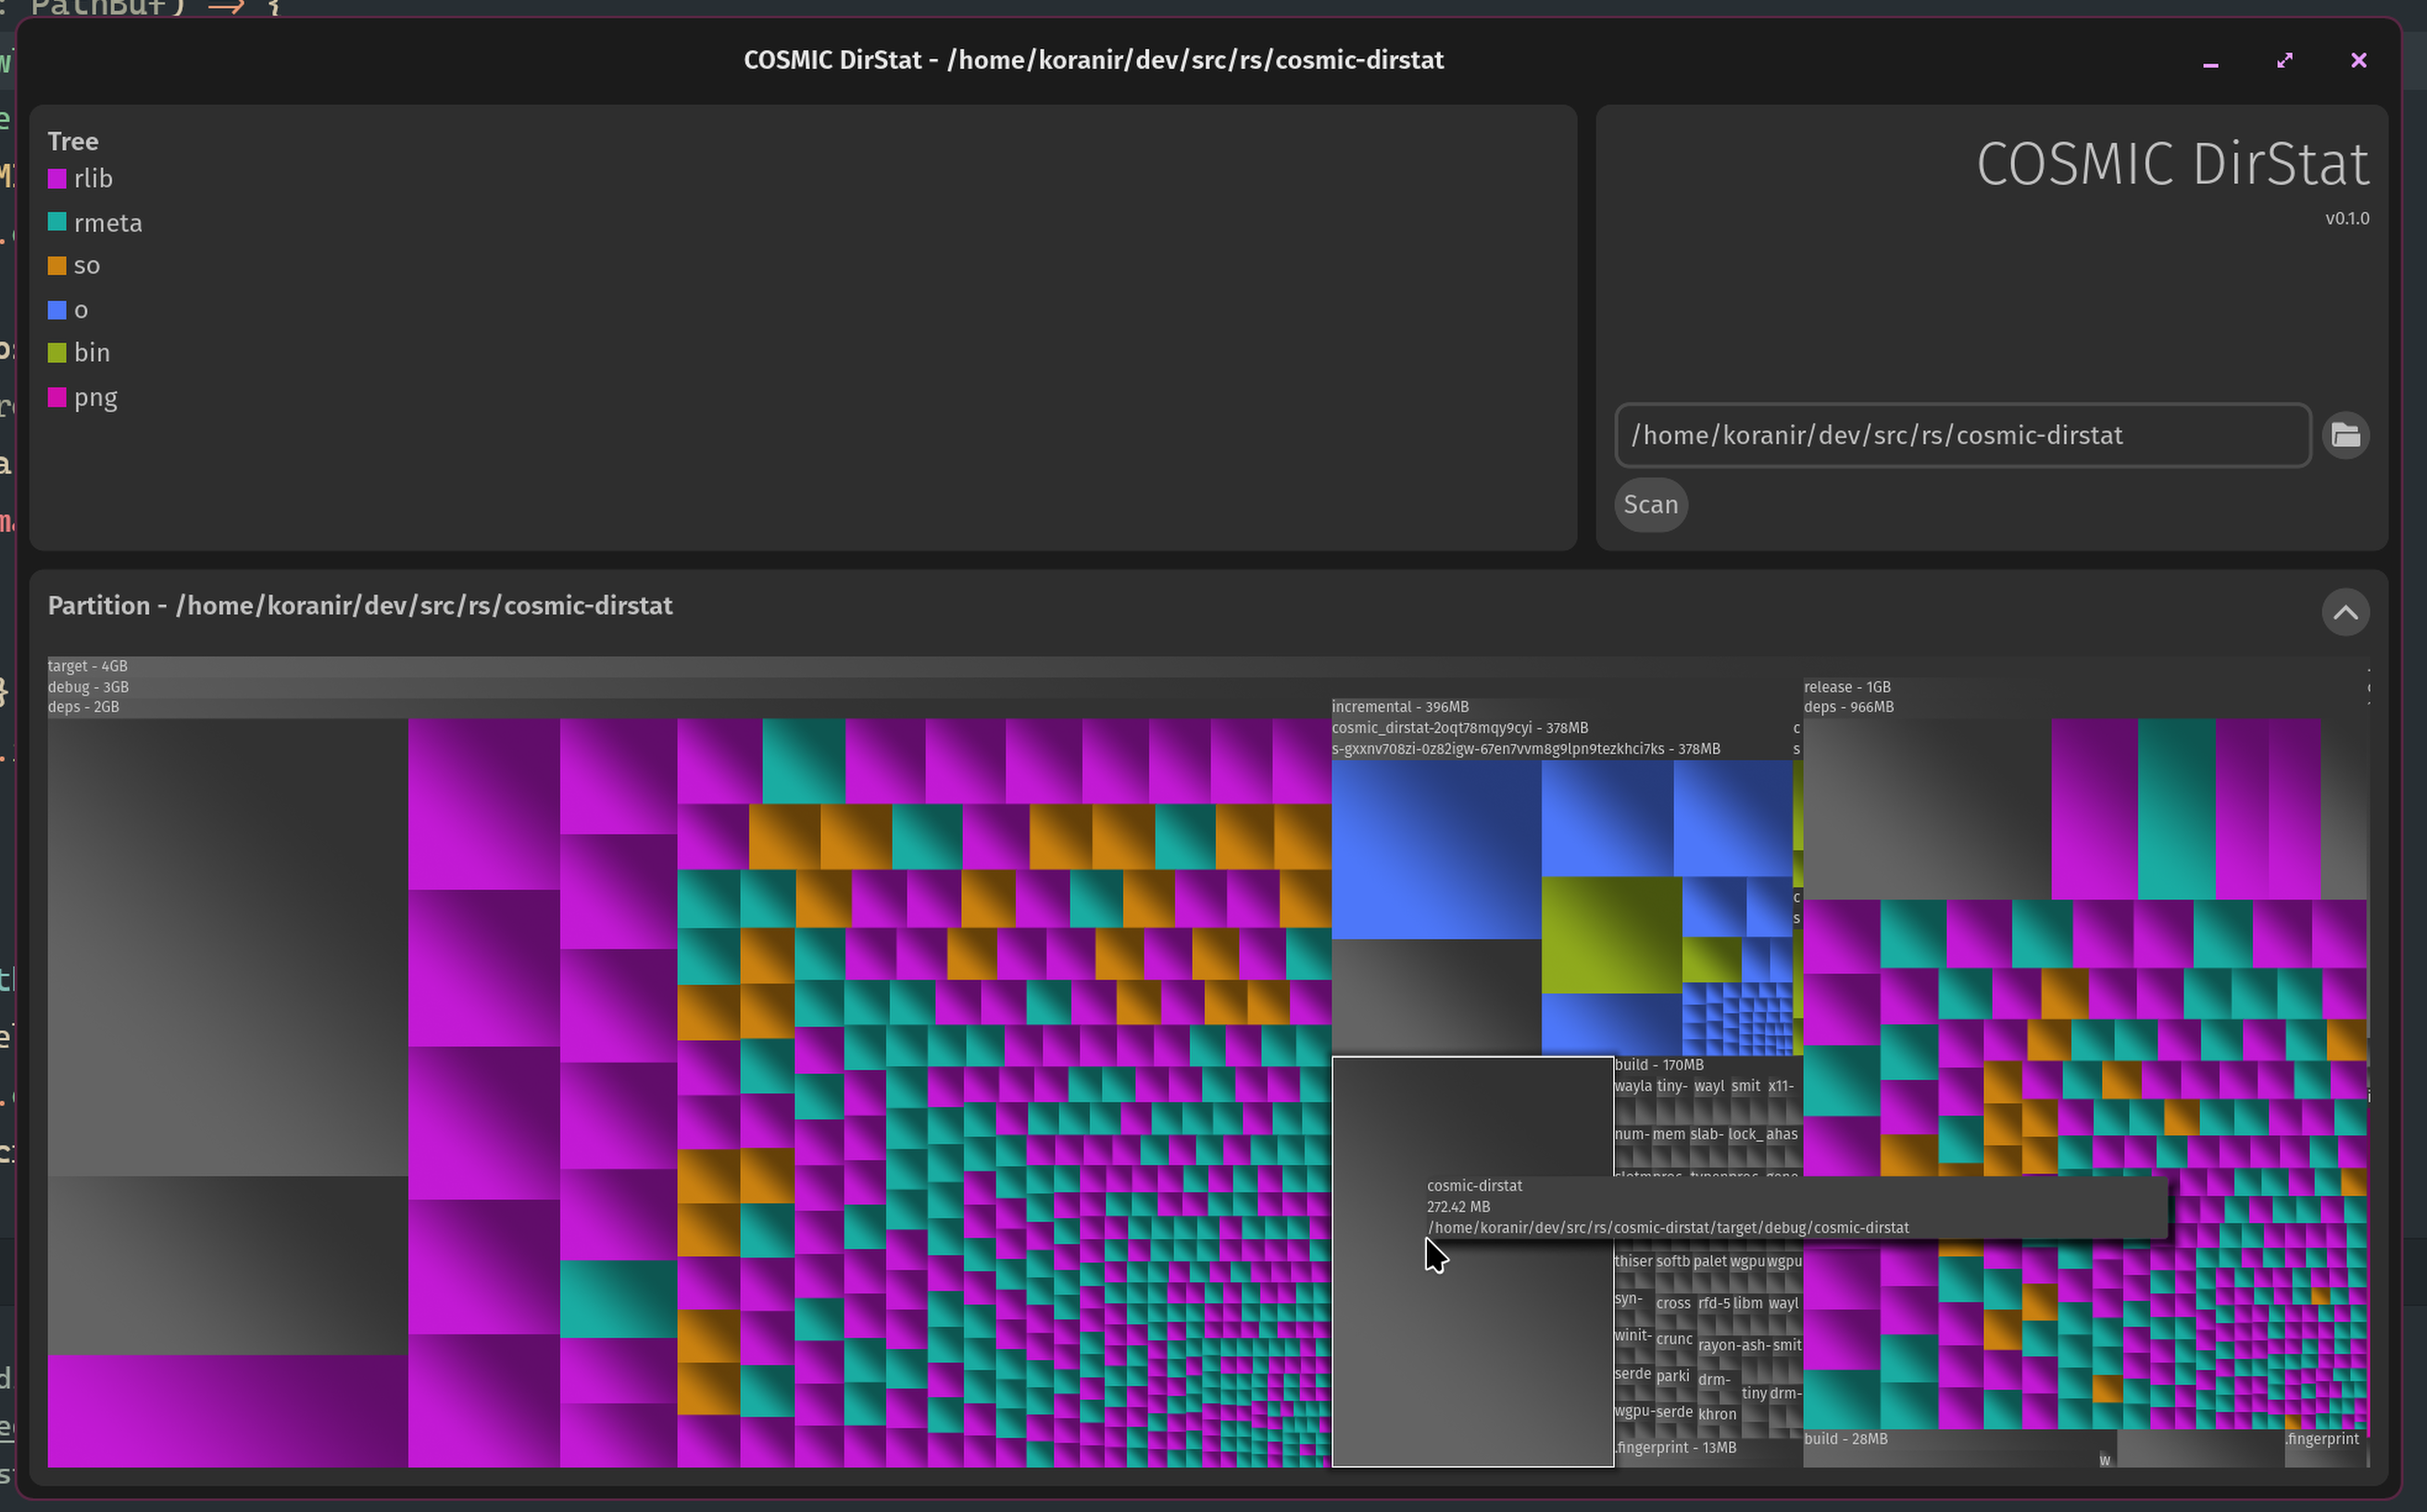 : PathBuf) => {
COSMIC DirStat - /home/koranir/dev/src/rs/cosmic-dirstat
Tree
rlib
rmeta
so
o
bin
png
COSMIC DirStat
v0.1.0
/home/koranir/dev/src/rs/cosmic-dirstat
Scan
Partition - /home/koranir/dev/src/rs/cosmic-dirstat
target - 4GB
debug - 3GB
release - 1GB
deps - 2GB
incremental - 396MB
deps - 966MB
cosmic_dirstat-2oqt78mqy9cyi - 378MB
c
s-gxxnv708zi-0z82igw-67en7vvm8g9lpn9tezkhci7ks - 378MB
s
c
s
build - 170MB
wayla tiny- wayl smit x11-
num- mem slab- lock_ ahas
cosmic-dirstat
272.42 MB
/home/koranir/dev/src/rs/cosmic-dirstat/target/debug/cosmic-dirstat
thiser softb palet wgpu wgpu
syn- cross rfd-5 libm wayl
winit- crunc rayon- ash- smit
serde parki drm-
tiny drm-
wgpu- serde khron
.fingerprint - 13MB
build - 28MB
.fingerprint
w